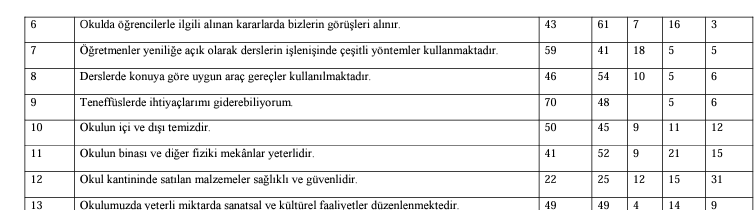 6 Okulda öğrencilerle ilgili alınan kararlarda bizlerin görüşleri alınır. 43 61 7 16 3
7 Öğretmenler yeniliğe açık olarak derslerin işlenişinde çeşitli yöntemler kullanmaktadır. 59 41 18 5 5
8 Derslerde konuya göre uygun araç gereçler kullanılmaktadır. 46 54 10 5 6
9 Teneffüslerde ihtiyaçlarımı giderebiliyorum. 70 48 5 6
10 Okulun içi ve dışı temizdir. 50 45 9 11 12
11 Okulun binası ve diğer fiziki mekânlar yeterlidir. 41 52 9 21 15
12 Okul kantininde satılan malzemeler sağlıklı ve güvenlidir. 22 25 12 15 31
13 Okulumuzda yeterli miktarda sanatsal ve kültürel faaliyetler düzenlenmektedir. 49 49 4 14 9